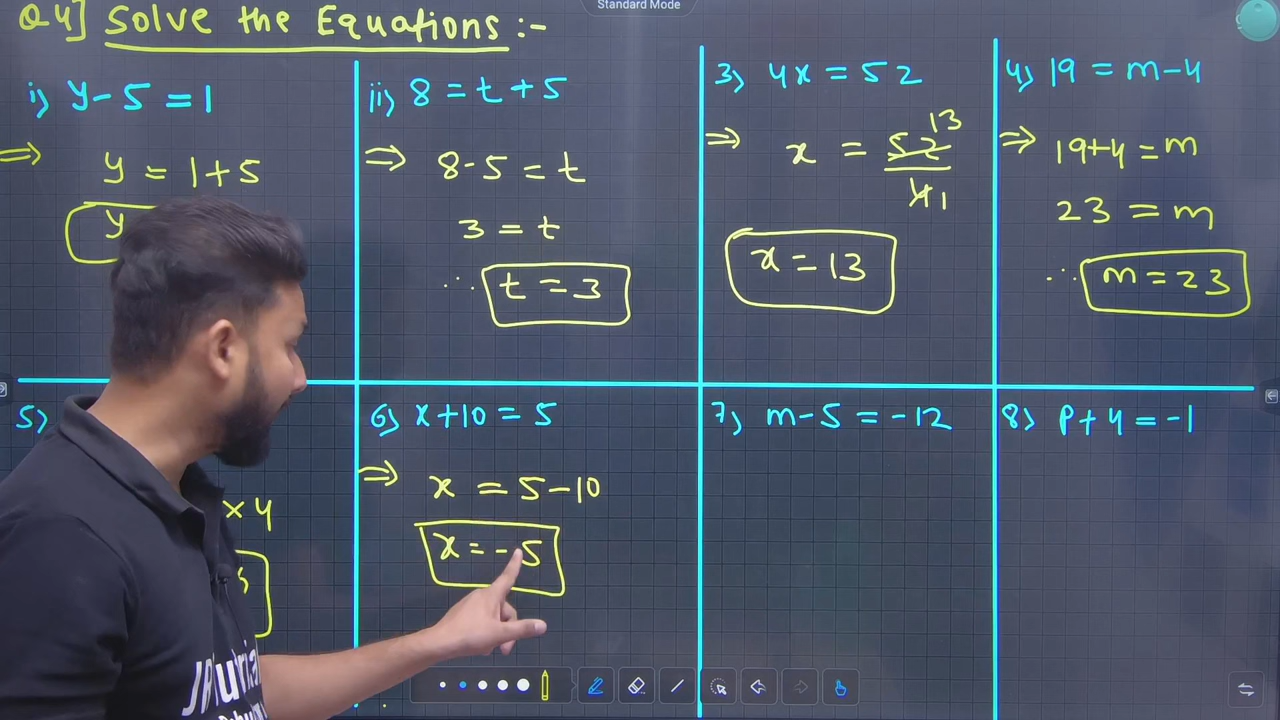 Standard Mode
Q4] Solve the Equations :-
i) y - 5 = 1
⇒ y = 1 + 5
y
ii) 8 = t + 5
⇒ 8 - 5 = t
3 = t
∴ t = 3
3) 4x = 52
⇒ x = 52/4
13
1
x = 13
4) 19 = m - 4
⇒ 19 + 4 = m
23 = m
∴ m = 23
5)
× 4
6) x + 10 = 5
⇒ x = 5 - 10
x = -5
7) m - 5 = -12
8) P + 4 = -1